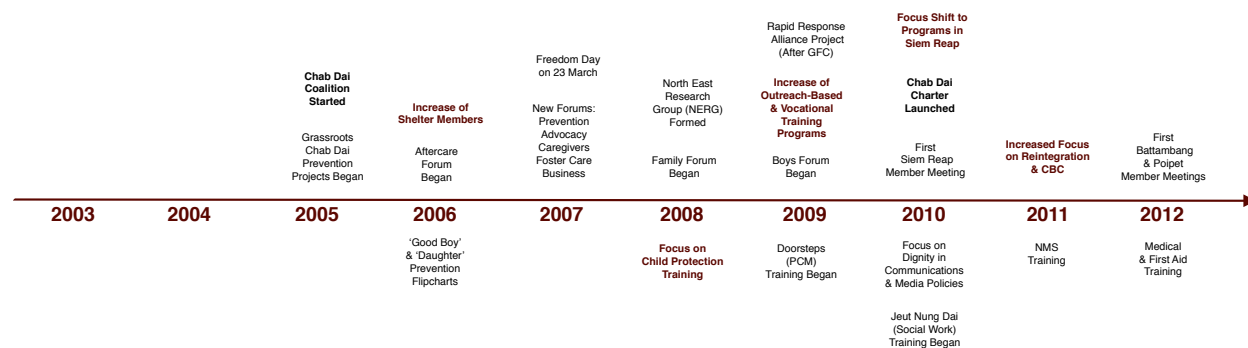 2003
2004
Chab Dai
Coalition
Started
Grassroots
Chab Dai
Prevention
Projects Began
2005
Increase of
Shelter Members
Aftercare
Forum
Began
2006
‘Good Boy’
& ‘Daughter’
Prevention
Flipcharts
Freedom Day
on 23 March
New Forums:
Prevention
Advocacy
Caregivers
Foster Care
Business
2007
North East
Research
Group (NERG)
Formed
Family Forum
Began
2008
Focus on
Child Protection
Training
Rapid Response
Alliance Project
(After GFC)
Increase of
Outreach-Based
& Vocational
Training
Programs
Boys Forum
Began
2009
Doorsteps
(PCM)
Training Began
Focus Shift to
Programs in
Siem Reap
Chab Dai
Charter
Launched
First
Siem Reap
Member Meeting
2010
Focus on
Dignity in
Communications
& Media Policies
Jeut Nung Dai
(Social Work)
Training Began
Increased Focus
on Reintegration
& CBC
2011
NMS
Training
First
Battambang
& Poipet
Member Meetings
2012
Medical
& First Aid
Training